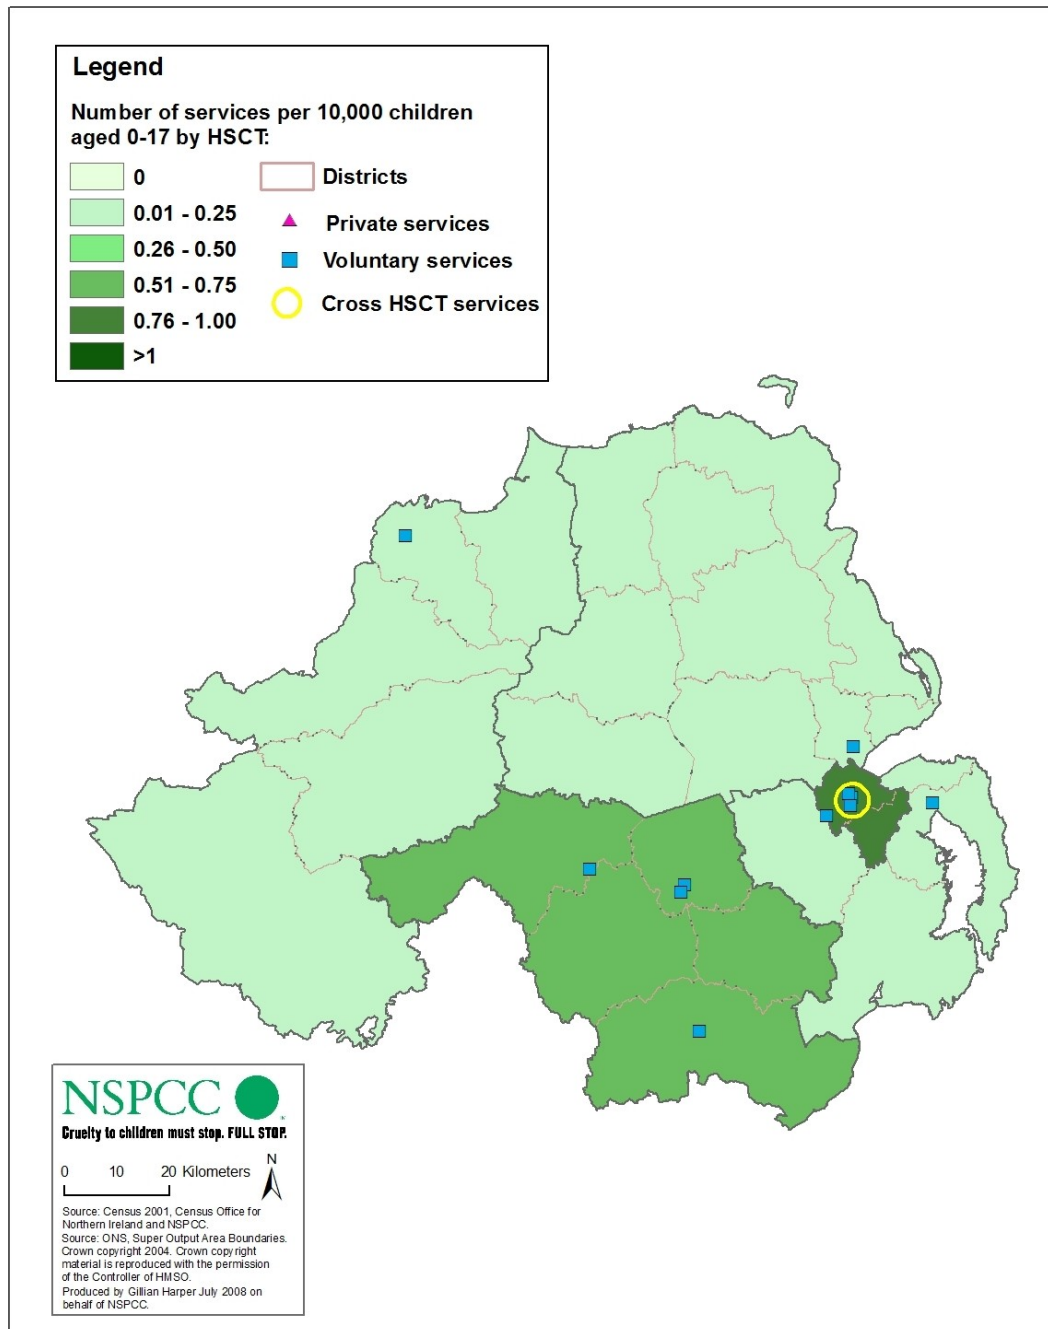 Legend
Number of services per 10,000 children
aged 0-17 by HSCT:
0
0.01 - 0.25
0.26 - 0.50
0.51 - 0.75
0.76 - 1.00
>1
Districts
Private services
Voluntary services
Cross HSCT services
NSPCC
Cruelty to children must stop. FULL STOP.
0 10 20 Kilometers
N
Source: Census 2001, Census Office for
Northern Ireland and NSPCC.
Source: ONS, Super Output Area Boundaries.
Crown copyright 2004. Crown copyright
material is reproduced with the permission
of the Controller of HMSO.
Produced by Gillian Harper July 2008 on
behalf of NSPCC.